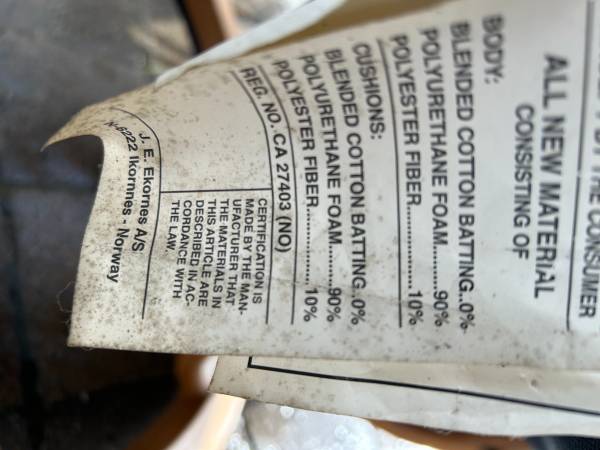 BY THE CONSUMER
ALL NEW MATERIAL
CONSISTING OF
BODY:
BLENDED COTTON BATTING..0%
POLYURETHANE FOAM.........90%
POLYESTER FIBER................10%
CUSHIONS:
BLENDED COTTON BATTING..0%
POLYURETHANE FOAM.........90%
POLYESTER FIBER................10%
REG. NO. CA 27403 (NO)
CERTIFICATION IS
MADE BY THE MAN-
UFACTURER THAT
THE MATERIALS IN
THIS ARTICLE ARE
DESCRIBED IN AC-
CORDANCE WITH
THE LAW.
J. E. Ekornes A/S
N-6222 Ikornnes - Norway